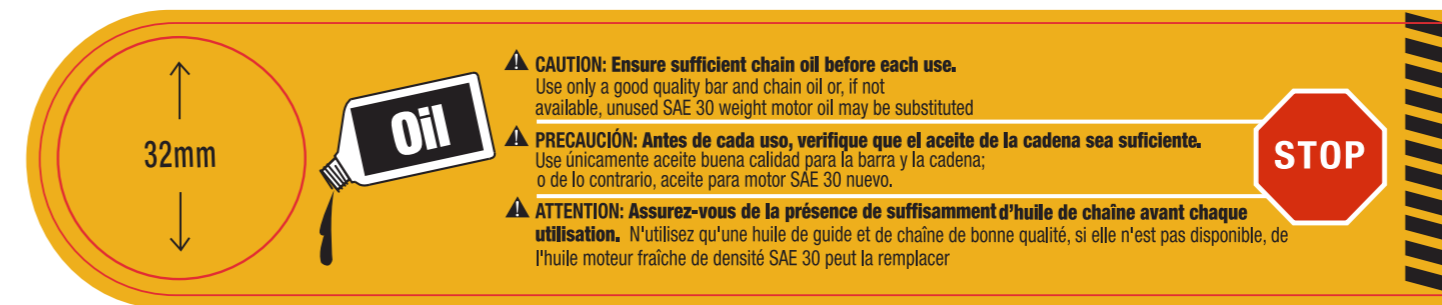 32mm
Oil
CAUTION: Ensure sufficient chain oil before each use.
Use only a good quality bar and chain oil or, if not
available, unused SAE 30 weight motor oil may be substituted
PRECAUCIÓN: Antes de cada uso, verifique que el aceite de la cadena sea suficiente.
Use únicamente aceite buena calidad para la barra y la cadena;
o de lo contrario, aceite para motor SAE 30 nuevo.
ATTENTION: Assurez-vous de la présence de suffisamment d'huile de chaîne avant chaque
utilisation. N'utilisez qu'une huile de guide et de chaîne de bonne qualité, si elle n'est pas disponible, de
l'huile moteur fraîche de densité SAE 30 peut la remplacer
STOP